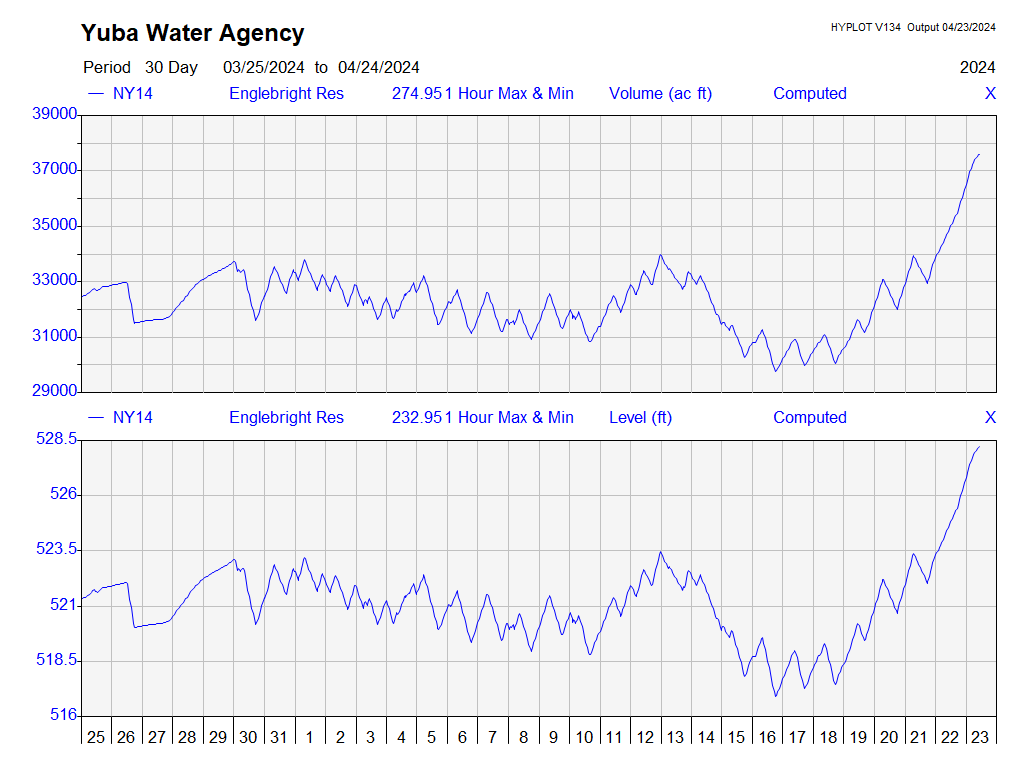 Yuba Water Agency
HYPLOT V134 Output 04/23/2024
Period 30 Day 03/25/2024 to 04/24/2024
2024
NY14 Englebright Res 274.951 Hour Max & Min Volume (ac ft) Computed X
39000
37000
35000
33000
31000
29000
NY14 Englebright Res 232.951 Hour Max & Min Level (ft) Computed X
528.5
526
523.5
521
518.5
516
25 26 27 28 29 30 31 1 2 3 4 5 6 7 8 9 10 11 12 13 14 15 16 17 18 19 20 21 22 23